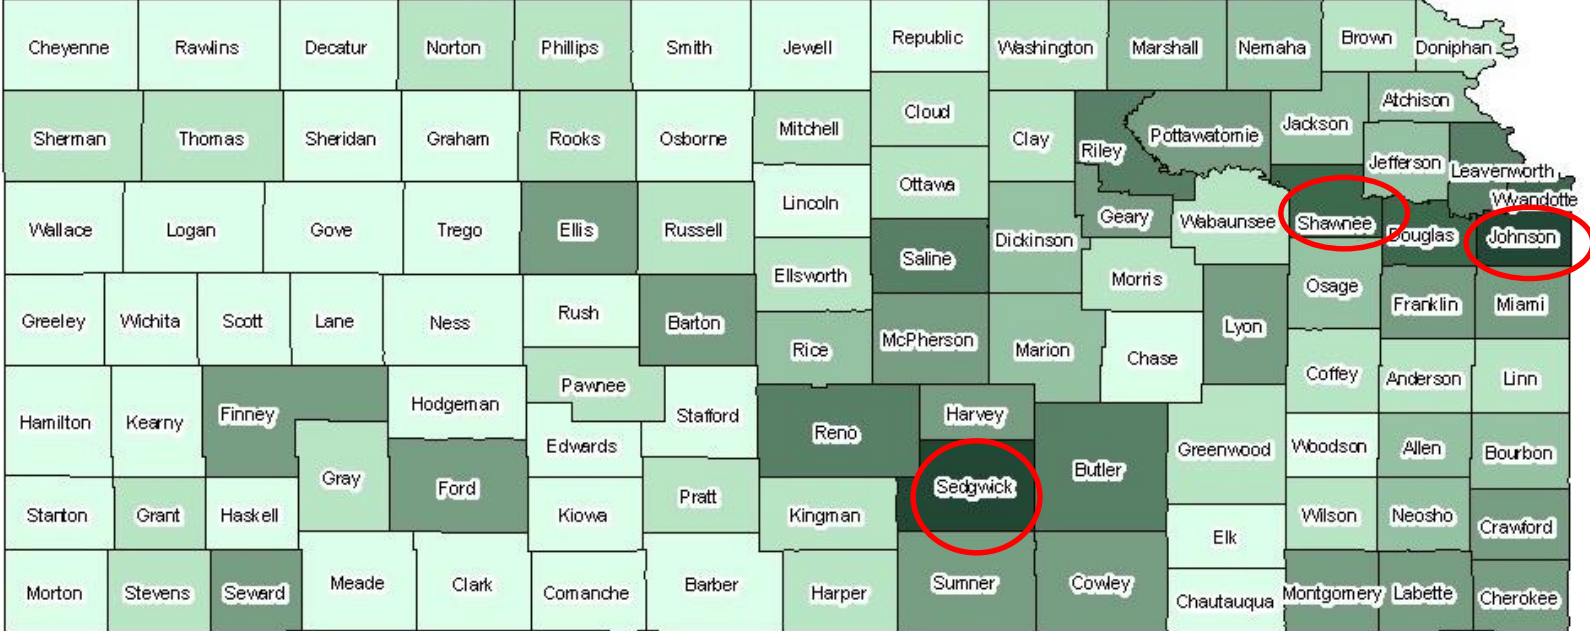 Cheyenne
Rawlins
Decatur
Norton
Phillips
Smith
Jewell
Republic
Washington
Marshall
Nemaha
Brown
Doniphan
Sherman
Thomas
Sheridan
Graham
Rooks
Osborne
Mitchell
Cloud
Clay
Riley
Pottawatomie
Jackson
Atchison
Jefferson
Leavenworth
Wyandotte
Wallace
Logan
Gove
Trego
Ellis
Russell
Lincoln
Ottawa
Saline
Dickinson
Geary
Wabaunsee
Shawnee
Douglas
Johnson
Greeley
Wichita
Scott
Lane
Ness
Rush
Barton
Ellsworth
Rice
McPherson
Marion
Morris
Chase
Lyon
Osage
Franklin
Miami
Hamilton
Kearny
Finney
Hodgeman
Pawnee
Edwards
Stafford
Reno
Harvey
Sedgwick
Butler
Greenwood
Coffey
Anderson
Linn
Woodson
Allen
Bourbon
Stanton
Grant
Haskell
Gray
Ford
Kiowa
Pratt
Kingman
Elk
Wilson
Neosho
Crawford
Morton
Stevens
Seward
Meade
Clark
Comanche
Barber
Harper
Sumner
Cowley
Chautauqua
Montgomery
Labette
Cherokee